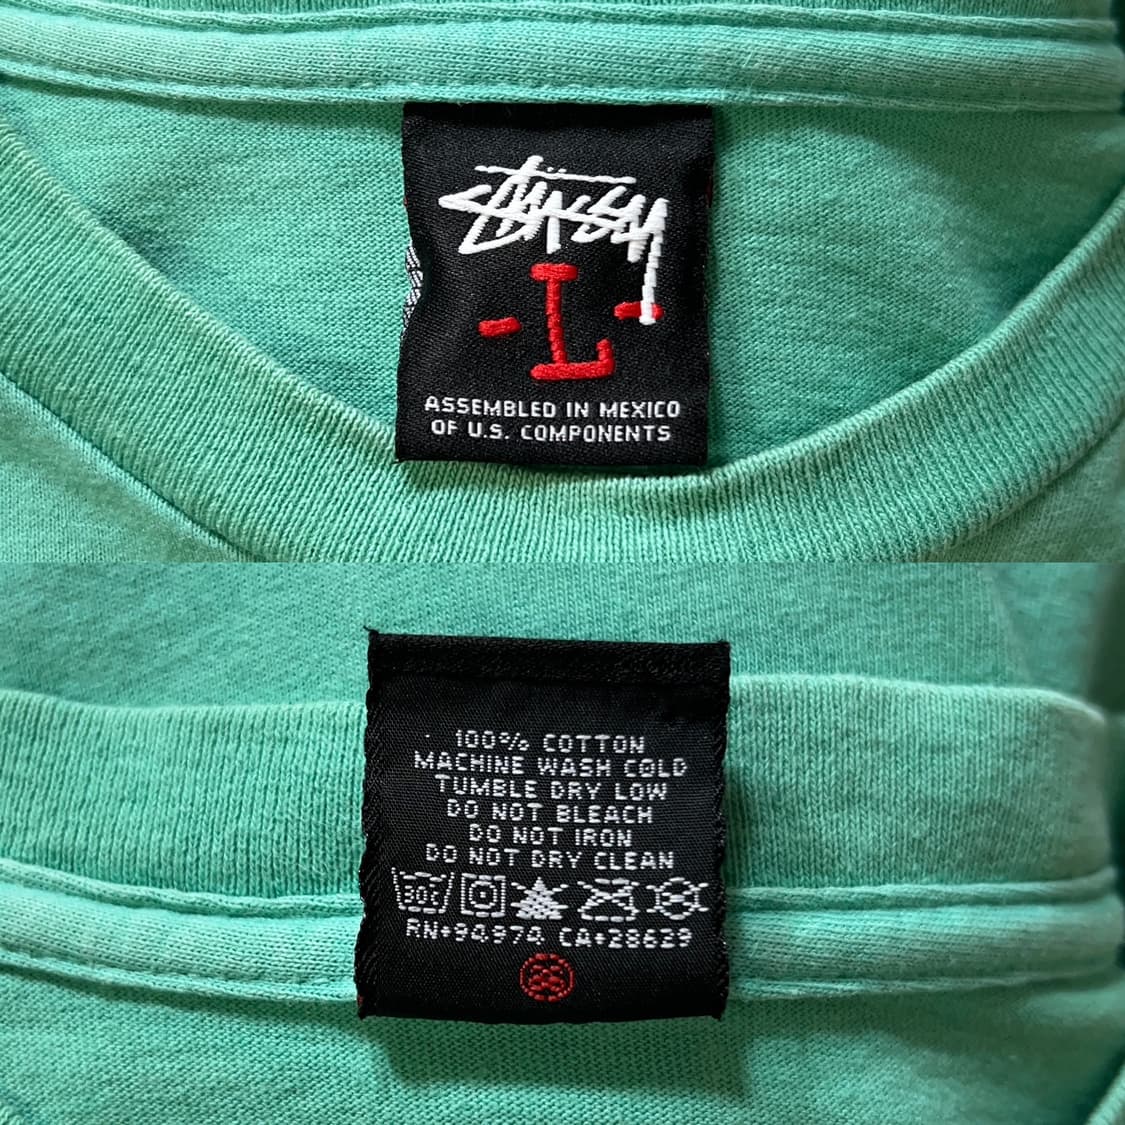 STÜSSY
- L -
ASSEMBLED IN MEXICO
OF U.S. COMPONENTS
100% COTTON
MACHINE WASH COLD
TUMBLE DRY LOW
DO NOT BLEACH
DO NOT IRON
DO NOT DRY CLEAN
30°
RN+94974 CA+28629